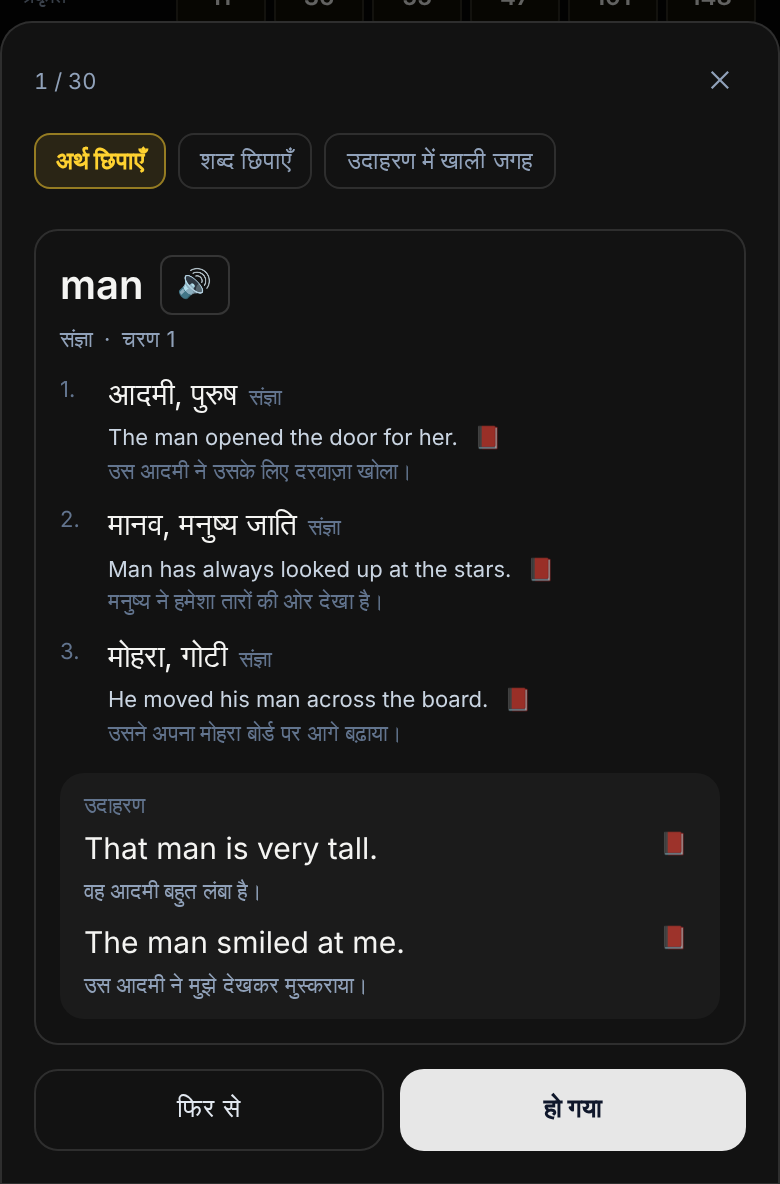 1 / 30
अर्थ छिपाएँ शब्द छिपाएँ उदाहरण में खाली जगह
man
संज्ञा · चरण 1
1. आदमी, पुरुष संज्ञा
The man opened the door for her.
उस आदमी ने उसके लिए दरवाज़ा खोला।
2. मानव, मनुष्य जाति संज्ञा
Man has always looked up at the stars.
मनुष्य ने हमेशा तारों की ओर देखा है।
3. मोहरा, गोटी संज्ञा
He moved his man across the board.
उसने अपना मोहरा बोर्ड पर आगे बढ़ाया।
उदाहरण
That man is very tall.
वह आदमी बहुत लंबा है।
The man smiled at me.
उस आदमी ने मुझे देखकर मुस्कराया।
फिर से हो गया